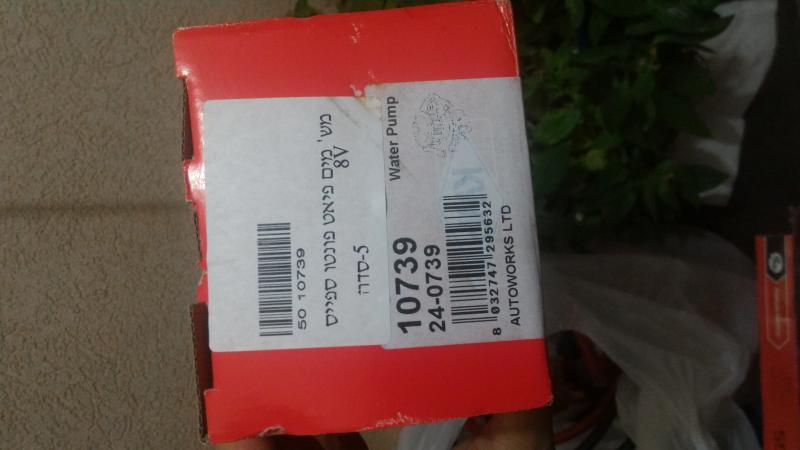 50 10739
מש' מים פיאט פונטו ספייס
8V
5-סדרה
10739
Water Pump
24-0739
8 032747 295632
AUTOWORKS LTD